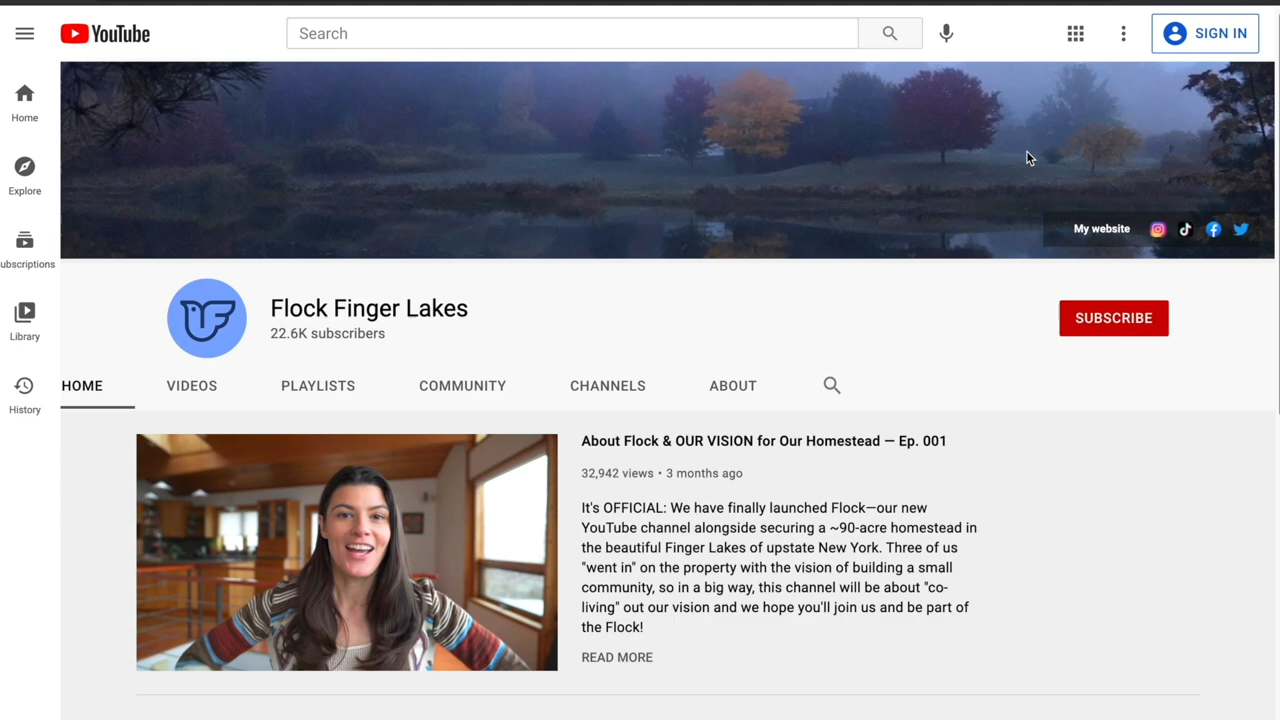 YouTube
Search
SIGN IN
Home
Explore
ubscriptions
Library
History
My website
Flock Finger Lakes
22.6K subscribers
SUBSCRIBE
HOME VIDEOS PLAYLISTS COMMUNITY CHANNELS ABOUT
About Flock & OUR VISION for Our Homestead — Ep. 001
32,942 views • 3 months ago
It's OFFICIAL: We have finally launched Flock—our new
YouTube channel alongside securing a ~90-acre homestead in
the beautiful Finger Lakes of upstate New York. Three of us
"went in" on the property with the vision of building a small
community, so in a big way, this channel will be about "co-
living" out our vision and we hope you'll join us and be part of
the Flock!
READ MORE